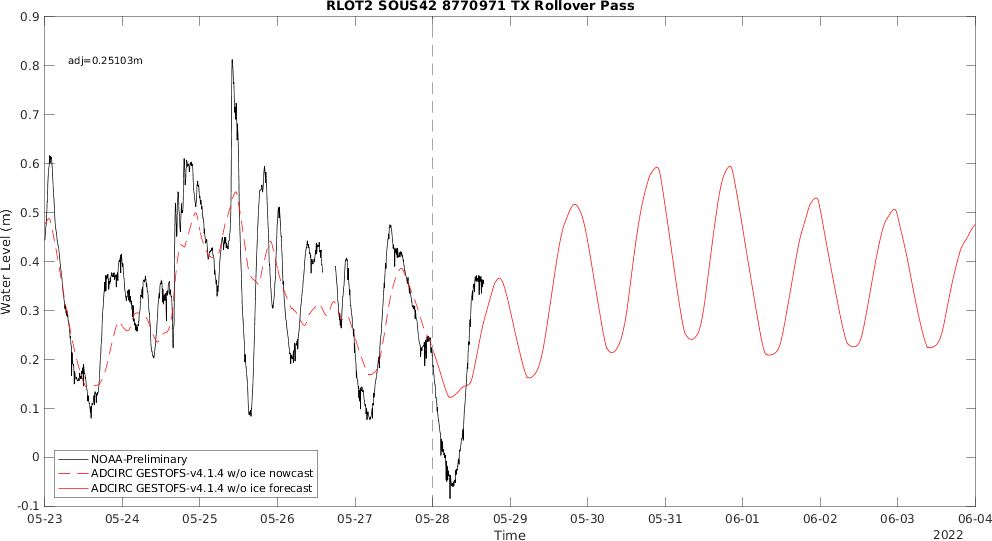 RLOT2 SOUS42 8770971 TX Rollover Pass
adj=0.25103m
0.9
0.8
0.7
0.6
0.5
0.4
0.3
0.2
0.1
0
-0.1
Water Level (m)
NOAA-Preliminary
ADCIRC GESTOFS-v4.1.4 w/o ice nowcast
ADCIRC GESTOFS-v4.1.4 w/o ice forecast
05-23 05-24 05-25 05-26 05-27 05-28 05-29 05-30 05-31 06-01 06-02 06-03 06-04
Time
2022